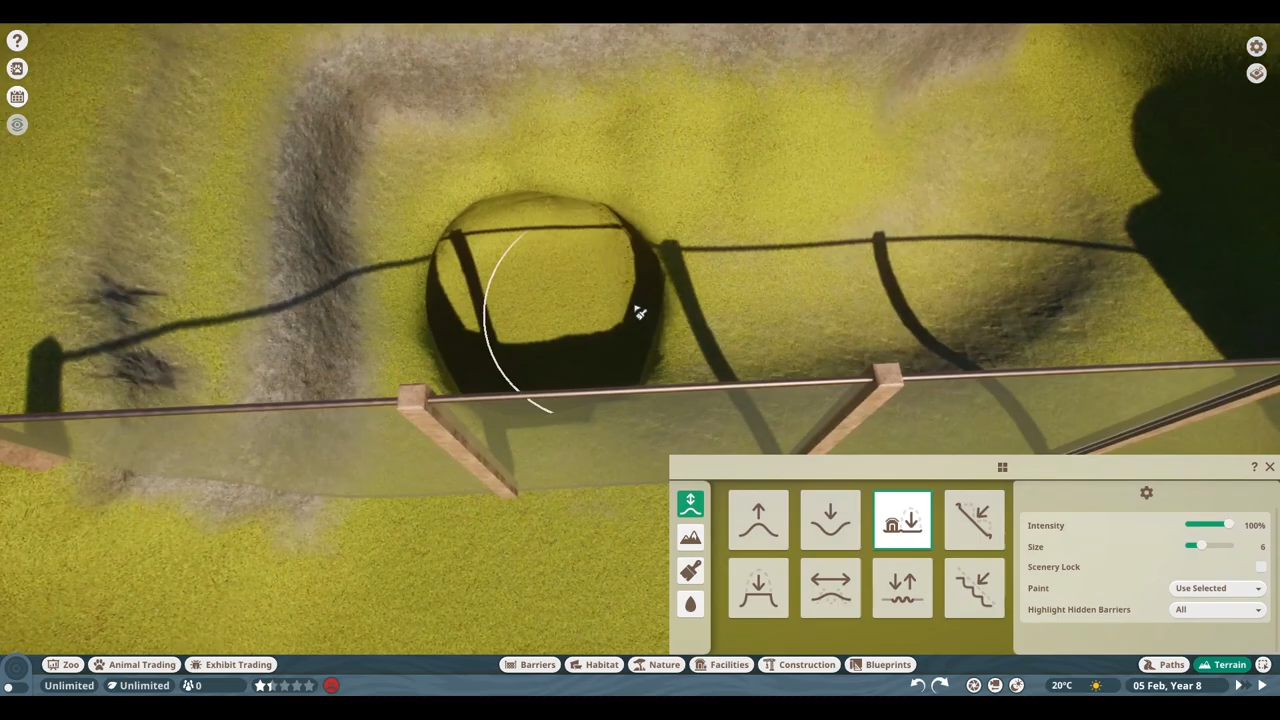 ?
? ×
Intensity 100%
Size 6
Scenery Lock
Paint Use Selected
Highlight Hidden Barriers All
Zoo Animal Trading Exhibit Trading Barriers Habitat Nature Facilities Construction Blueprints Paths Terrain
Unlimited Unlimited 0 20°C 05 Feb, Year 8